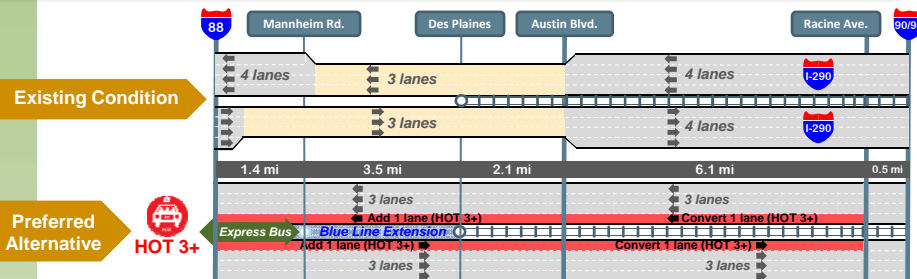 88
Mannheim Rd.
Des Plaines
Austin Blvd.
Racine Ave.
90/9
4 lanes
3 lanes
4 lanes
I-290
Existing Condition
3 lanes
4 lanes
I-290
1.4 mi
3.5 mi
2.1 mi
6.1 mi
0.5 mi
3 lanes
3 lanes
Add 1 lane (HOT 3+)
Convert 1 lane (HOT 3+)
Preferred
Alternative
HOT 3+
Express Bus
Blue Line Extension
Add 1 lane (HOT 3+)
Convert 1 lane (HOT 3+)
3 lanes
3 lanes